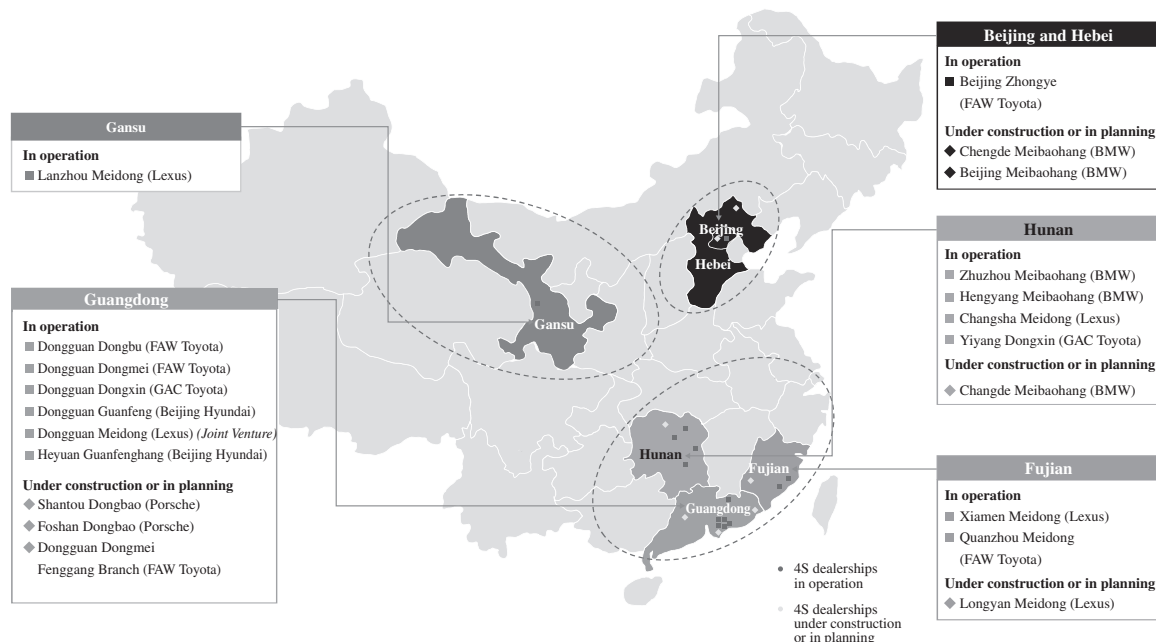 Beijing and Hebei
In operation
Beijing Zhongye
(FAW Toyota)
Under construction or in planning
Chengde Meibaohang (BMW)
Beijing Meibaohang (BMW)
Gansu
In operation
Lanzhou Meidong (Lexus)
Hunan
In operation
Zhuzhou Meibaohang (BMW)
Hengyang Meibaohang (BMW)
Changsha Meidong (Lexus)
Yiyang Dongxin (GAC Toyota)
Under construction or in planning
Changde Meibaohang (BMW)
Guangdong
In operation
Dongguan Dongbu (FAW Toyota)
Dongguan Dongmei (FAW Toyota)
Dongguan Dongxin (GAC Toyota)
Dongguan Guanfeng (Beijing Hyundai)
Dongguan Meidong (Lexus) (Joint Venture)
Heyuan Guanfenghang (Beijing Hyundai)
Under construction or in planning
Shantou Dongbao (Porsche)
Foshan Dongbao (Porsche)
Dongguan Dongmei
Fenggang Branch (FAW Toyota)
Fujian
In operation
Xiamen Meidong (Lexus)
Quanzhou Meidong
(FAW Toyota)
Under construction or in planning
Longyan Meidong (Lexus)
Beijing
Hebei
Gansu
Hunan
Fujian
Guangdong
4S dealerships
in operation
4S dealerships
under construction
or in planning